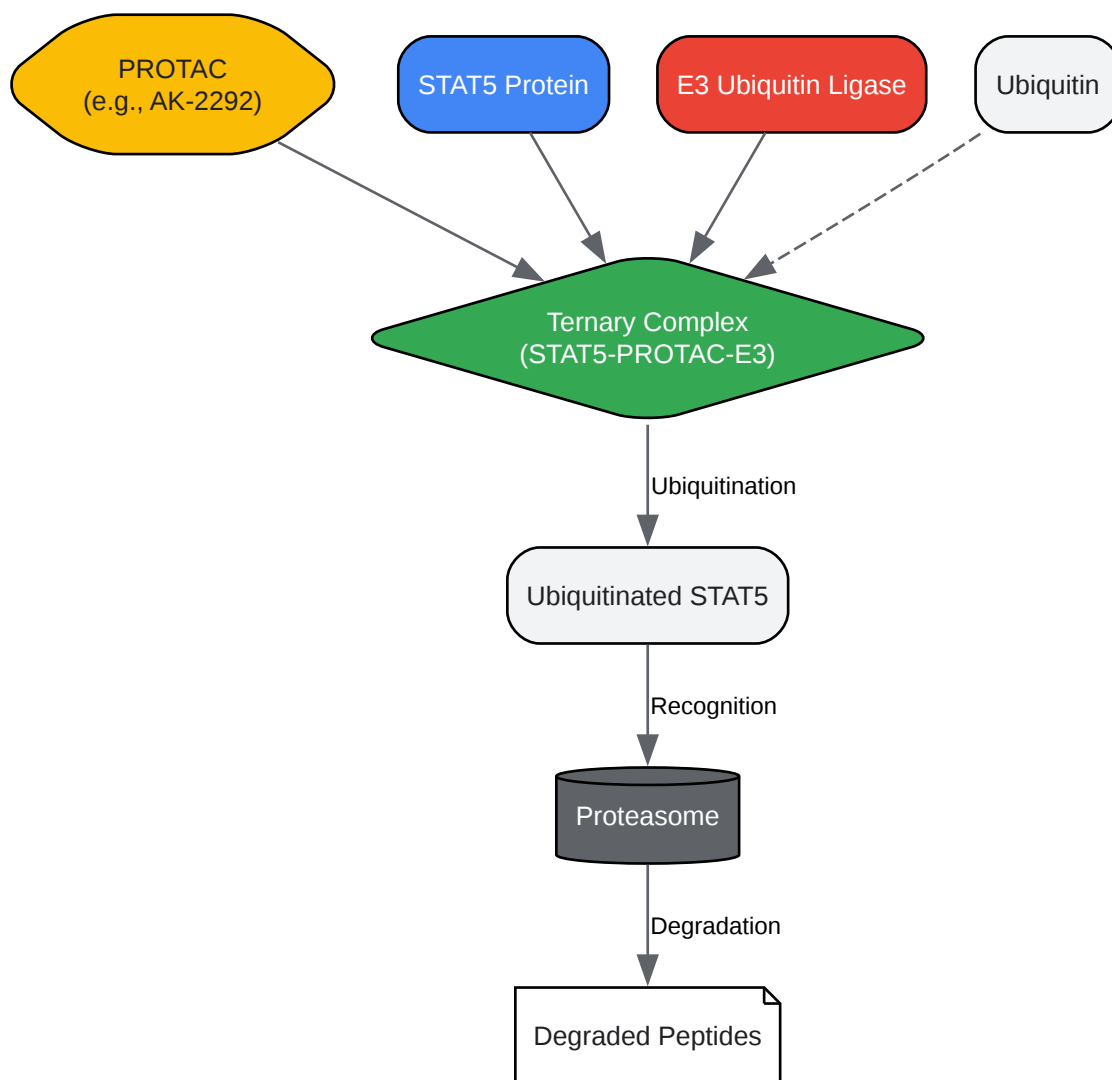 PROTAC
(e.g., AK-2292)
STAT5 Protein
E3 Ubiquitin Ligase
Ubiquitin
Ternary Complex
(STAT5-PROTAC-E3)
Ubiquitination
Ubiquitinated STAT5
Recognition
Proteasome
Degradation
Degraded Peptides